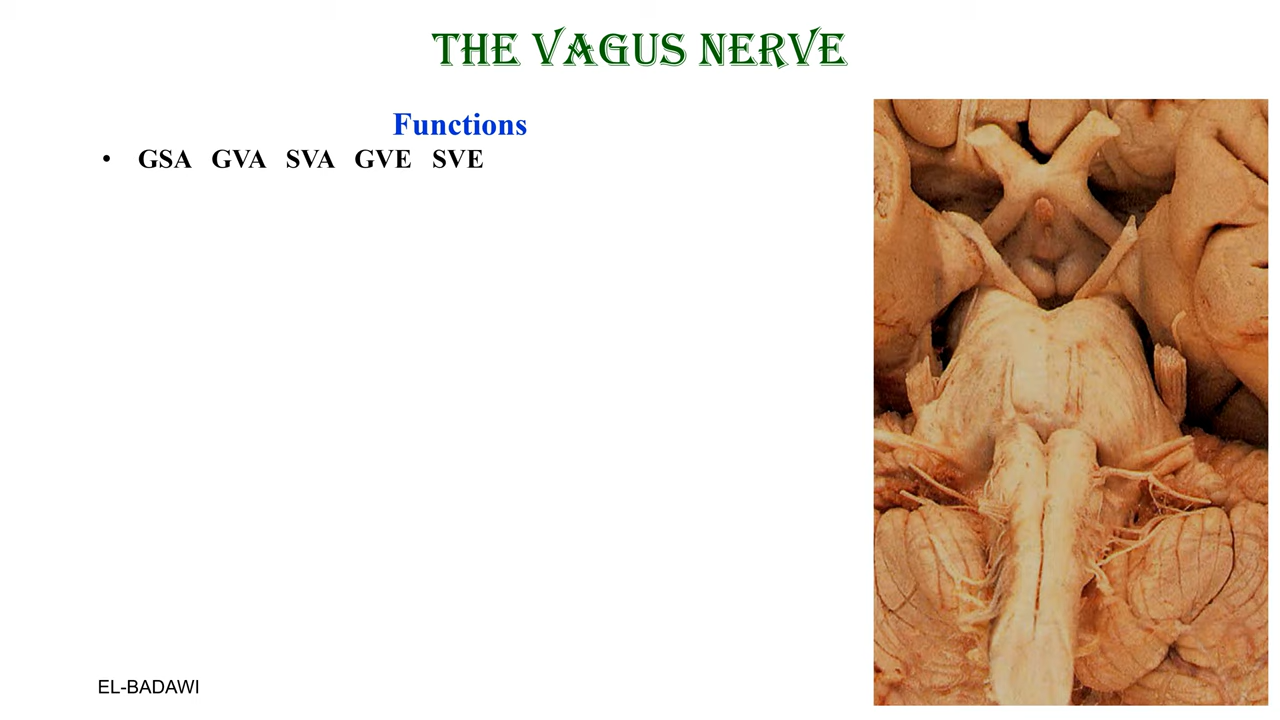 THE VAGUS NERVE
Functions
• GSA GVA SVA GVE SVE
EL-BADAWI